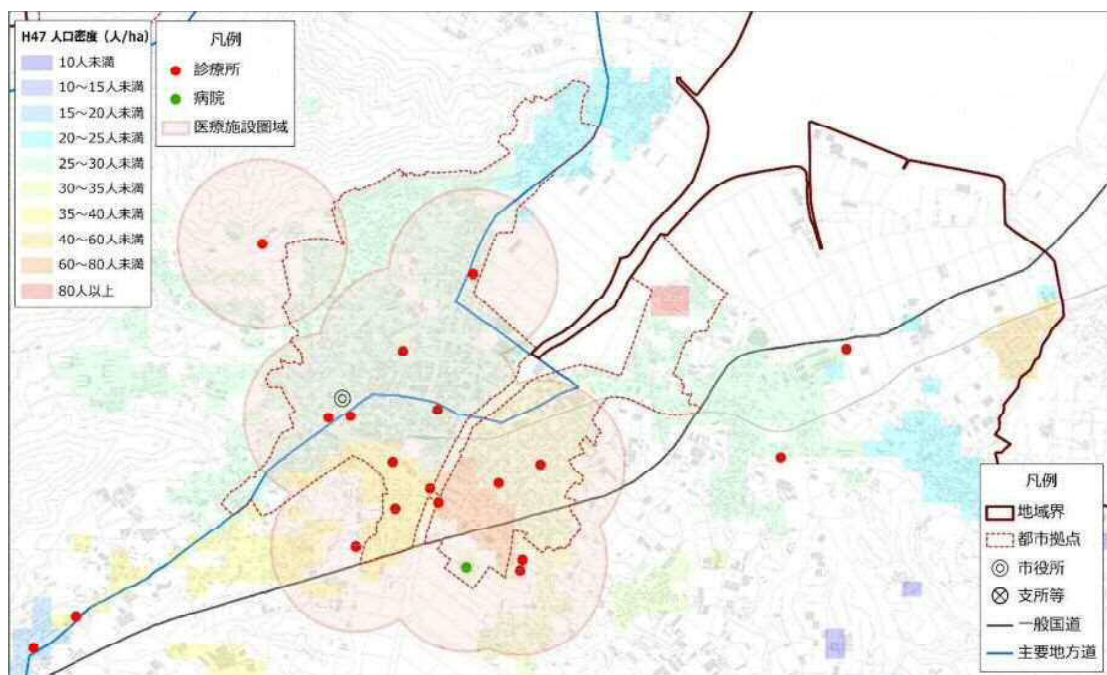 H47 人口密度（人/ha）
10人未満
10～15人未満
15～20人未満
20～25人未満
25～30人未満
30～35人未満
35～40人未満
40～60人未満
60～80人未満
80人以上
凡例
診療所
病院
医療施設圏域
凡例
地域界
都市拠点
市役所
支所等
一般国道
主要地方道